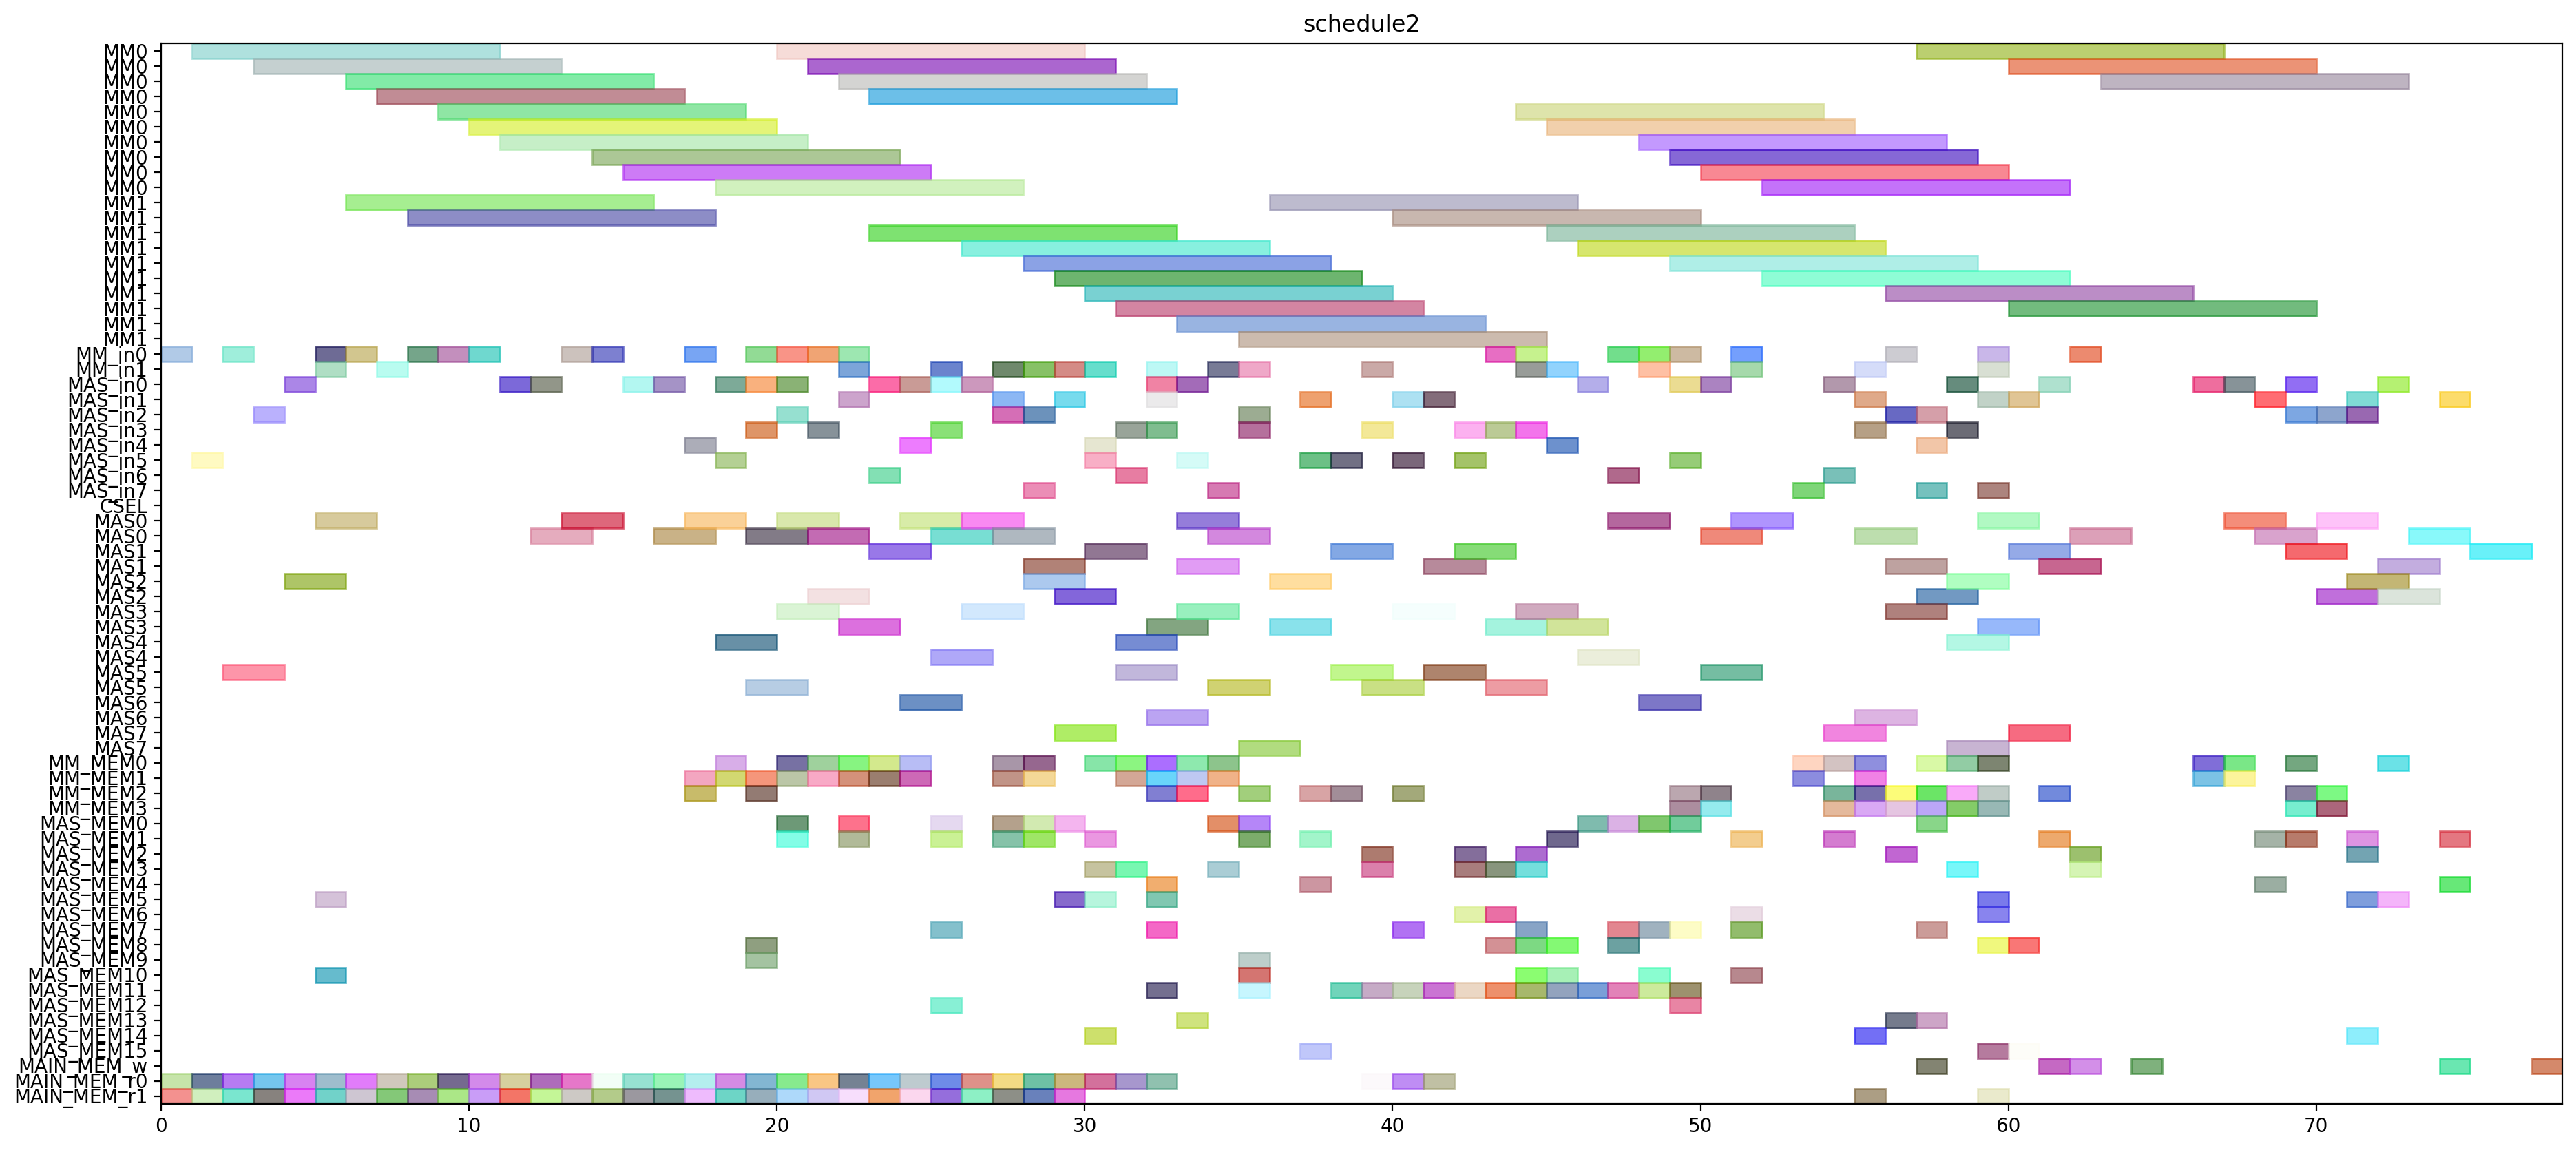 schedule2
MM0
MM0
MM0
MM0
MM0
MM0
MM0
MM0
MM0
MM0
MM1
MM1
MM1
MM1
MM1
MM1
MM1
MM1
MM1
MM1
MM_in0
MM_in1
MAS_in0
MAS_in1
MAS_in2
MAS_in3
MAS_in4
MAS_in5
MAS_in6
MAS_in7
CSEL
MAS0
MAS0
MAS1
MAS1
MAS2
MAS2
MAS3
MAS3
MAS4
MAS4
MAS5
MAS5
MAS6
MAS6
MAS7
MAS7
MM_MEM0
MM_MEM1
MM_MEM2
MM_MEM3
MAS_MEM0
MAS_MEM1
MAS_MEM2
MAS_MEM3
MAS_MEM4
MAS_MEM5
MAS_MEM6
MAS_MEM7
MAS_MEM8
MAS_MEM9
MAS_MEM10
MAS_MEM11
MAS_MEM12
MAS_MEM13
MAS_MEM14
MAS_MEM15
MAIN_MEM_w
MAIN_MEM_r0
MAIN_MEM_r1
0 10 20 30 40 50 60 70